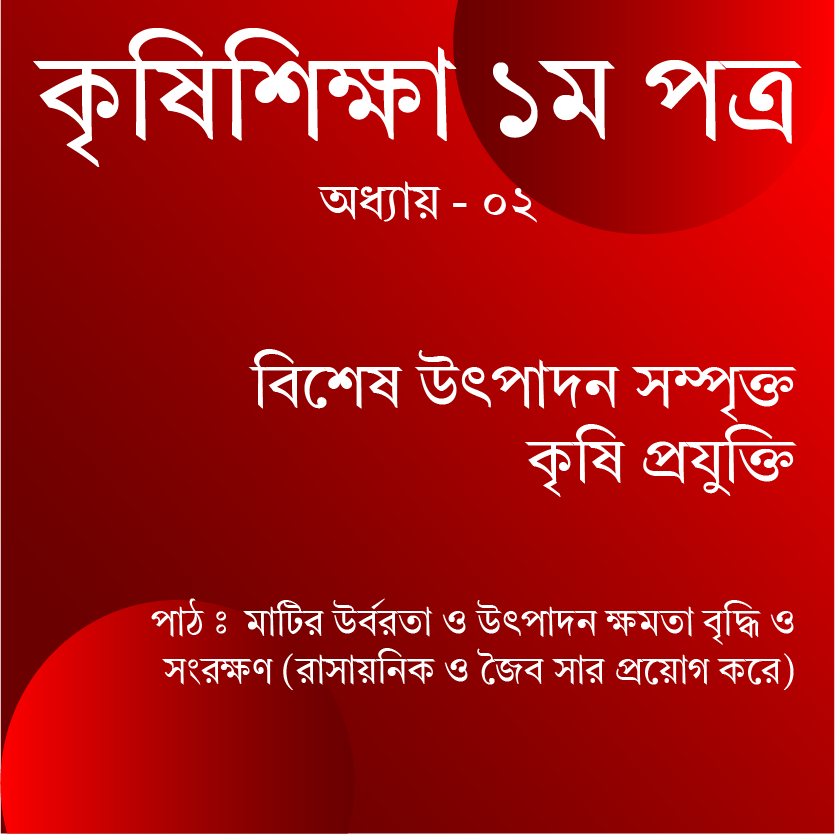 কৃষিশিক্ষা ১ম পত্র
অধ্যায় - ০২
বিশেষ উৎপাদন সম্পৃক্ত
কৃষি প্রযুক্তি
পাঠ ঃ মাটির উর্বরতা ও উৎপাদন ক্ষমতা বৃদ্ধি ও
সংরক্ষণ (রাসায়নিক ও জৈব সার প্রয়োগ করে)